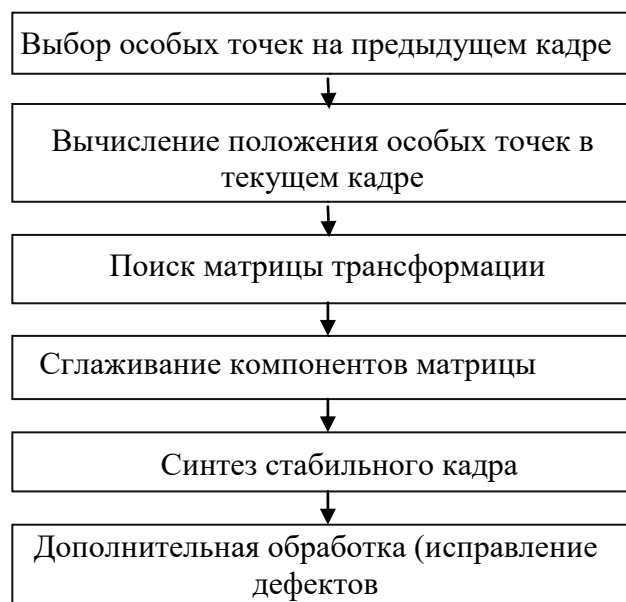 Выбор особых точек на предыдущем кадре
Вычисление положения особых точек в
текущем кадре
Поиск матрицы трансформации
Сглаживание компонентов матрицы
Синтез стабильного кадра
Дополнительная обработка (исправление
дефектов